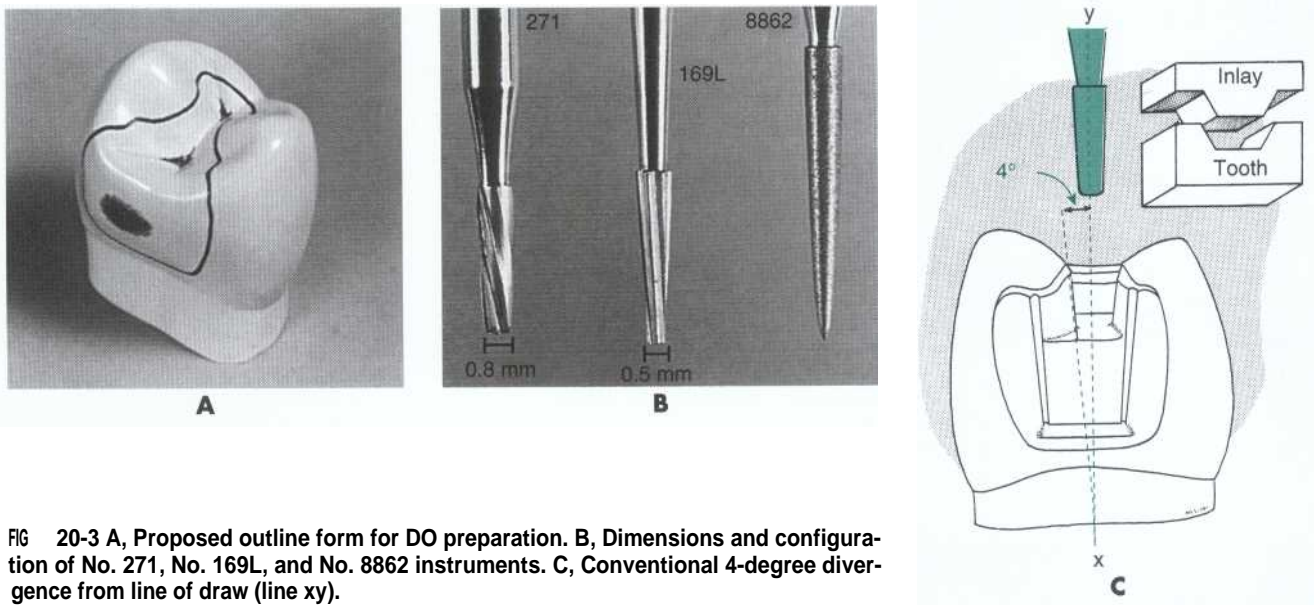 271
8862
169L
0.8 mm
0.5 mm
A
B
y
Inlay
4°
Tooth
x
C
FIG 20-3 A, Proposed outline form for DO preparation. B, Dimensions and configura-
tion of No. 271, No. 169L, and No. 8862 instruments. C, Conventional 4-degree diver-
gence from line of draw (line xy).